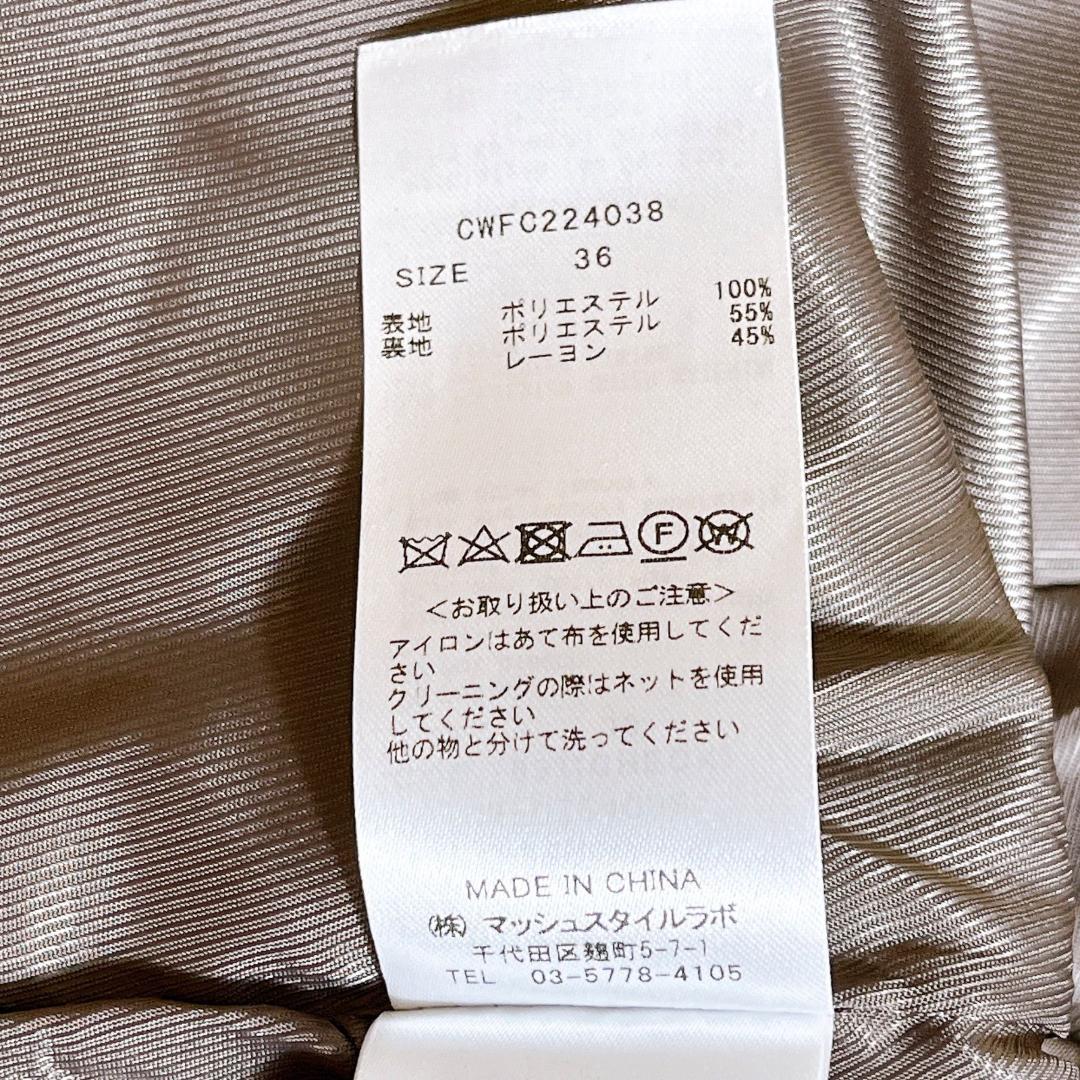 CWFC224038
SIZE 36
表地 ポリエステル 100%
裏地 ポリエステル 55%
レーヨン 45%
F W
＜お取り扱い上のご注意＞
アイロンはあて布を使用してくだ
さい
クリーニングの際はネットを使用
してください
他の物と分けて洗ってください
MADE IN CHINA
(株) マッシュスタイルラボ
千代田区麹町5-7-1
TEL 03-5778-4105